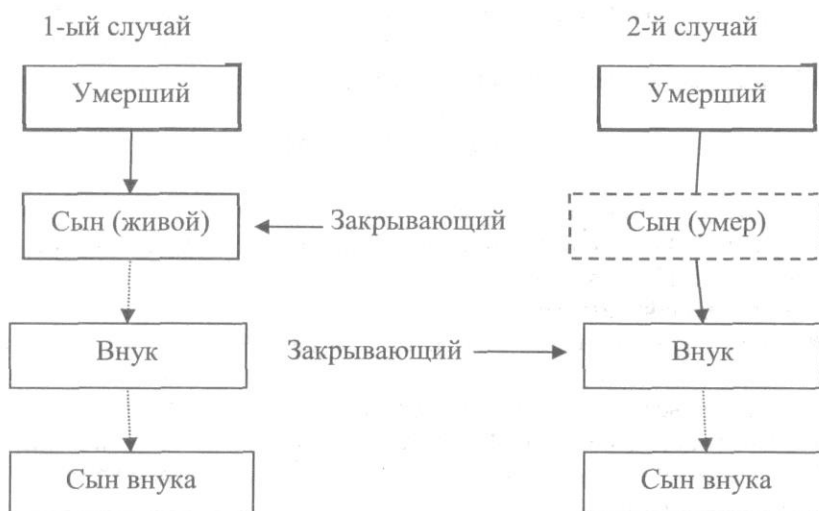 1-ый случай 2-й случай
Умерший Умерший
Сын (живой) Закрывающий Сын (умер)
Внук Закрывающий Внук
Сын внука Сын внука